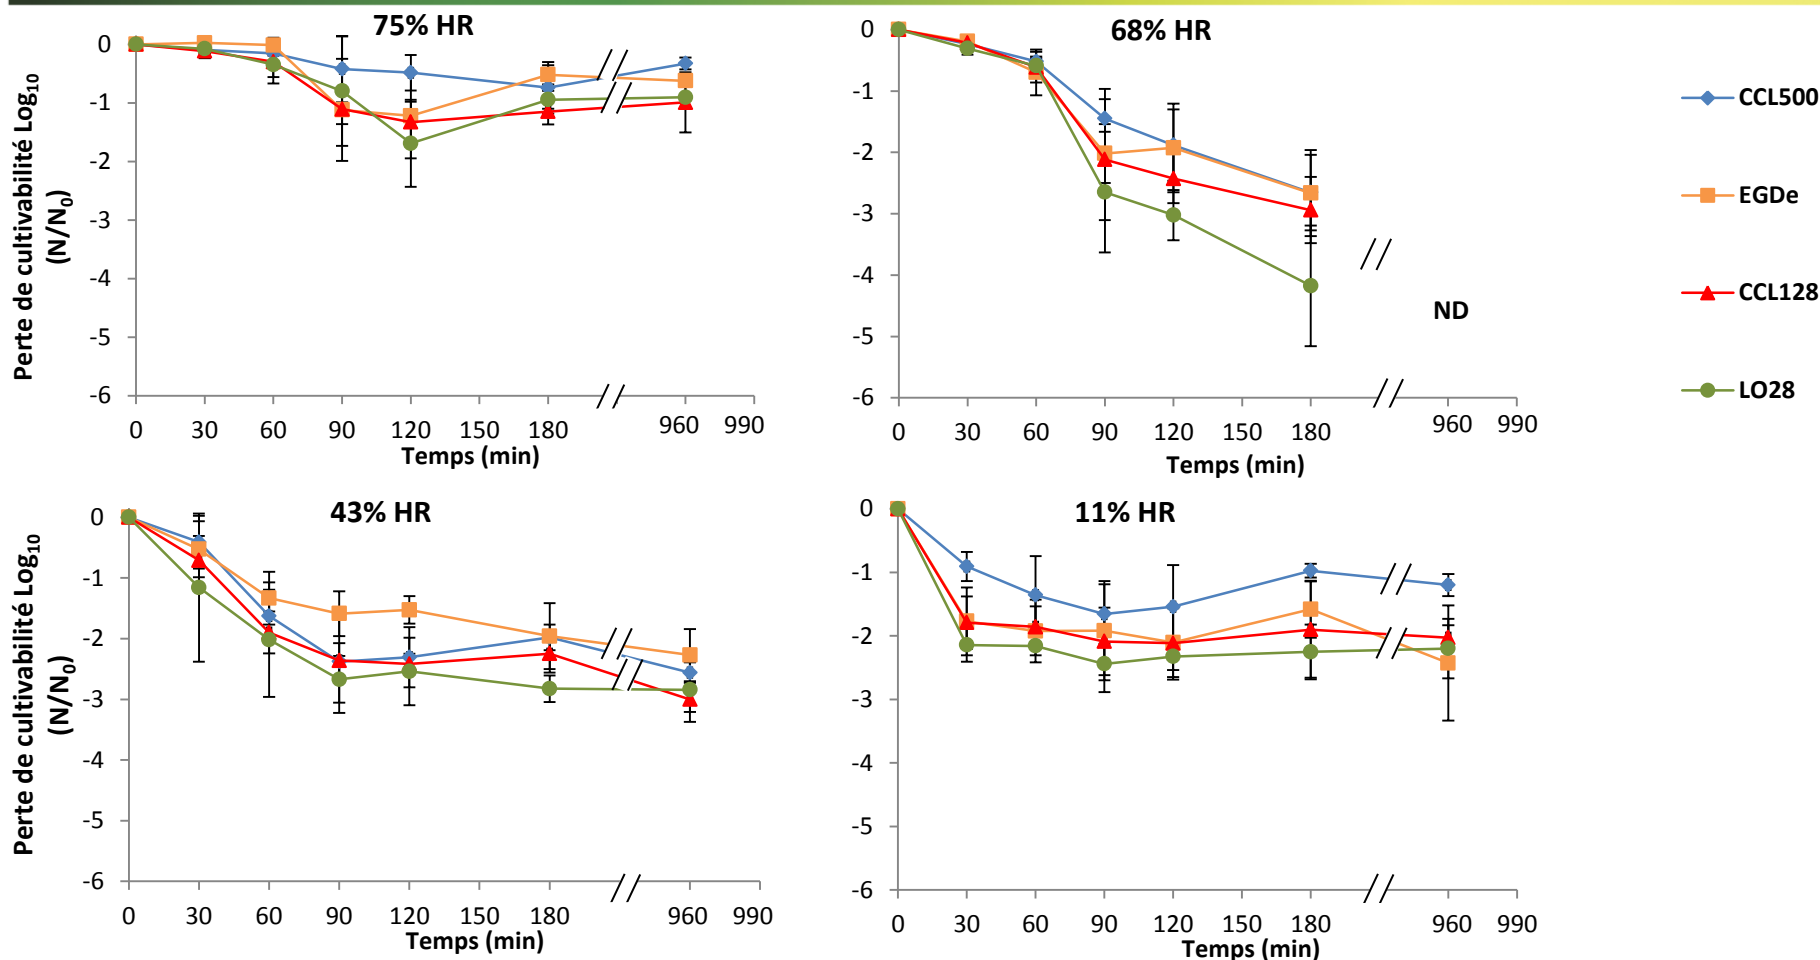 75% HR
0
-1
-2
-3
-4
-5
-6
Perte de cultivabilité Log10
(N/N0)
0 30 60 90 120 150 180 960 990
Temps (min)
68% HR
0
-1
-2
-3
-4
-5
-6
ND
0 30 60 90 120 150 180 960 990
Temps (min)
CCL500
EGDe
CCL128
LO28
43% HR
0
-1
-2
-3
-4
-5
-6
Perte de cultivabilité Log10
(N/N0)
0 30 60 90 120 150 180 960 990
Temps (min)
11% HR
0
-1
-2
-3
-4
-5
-6
0 30 60 90 120 150 180 960 990
Temps (min)